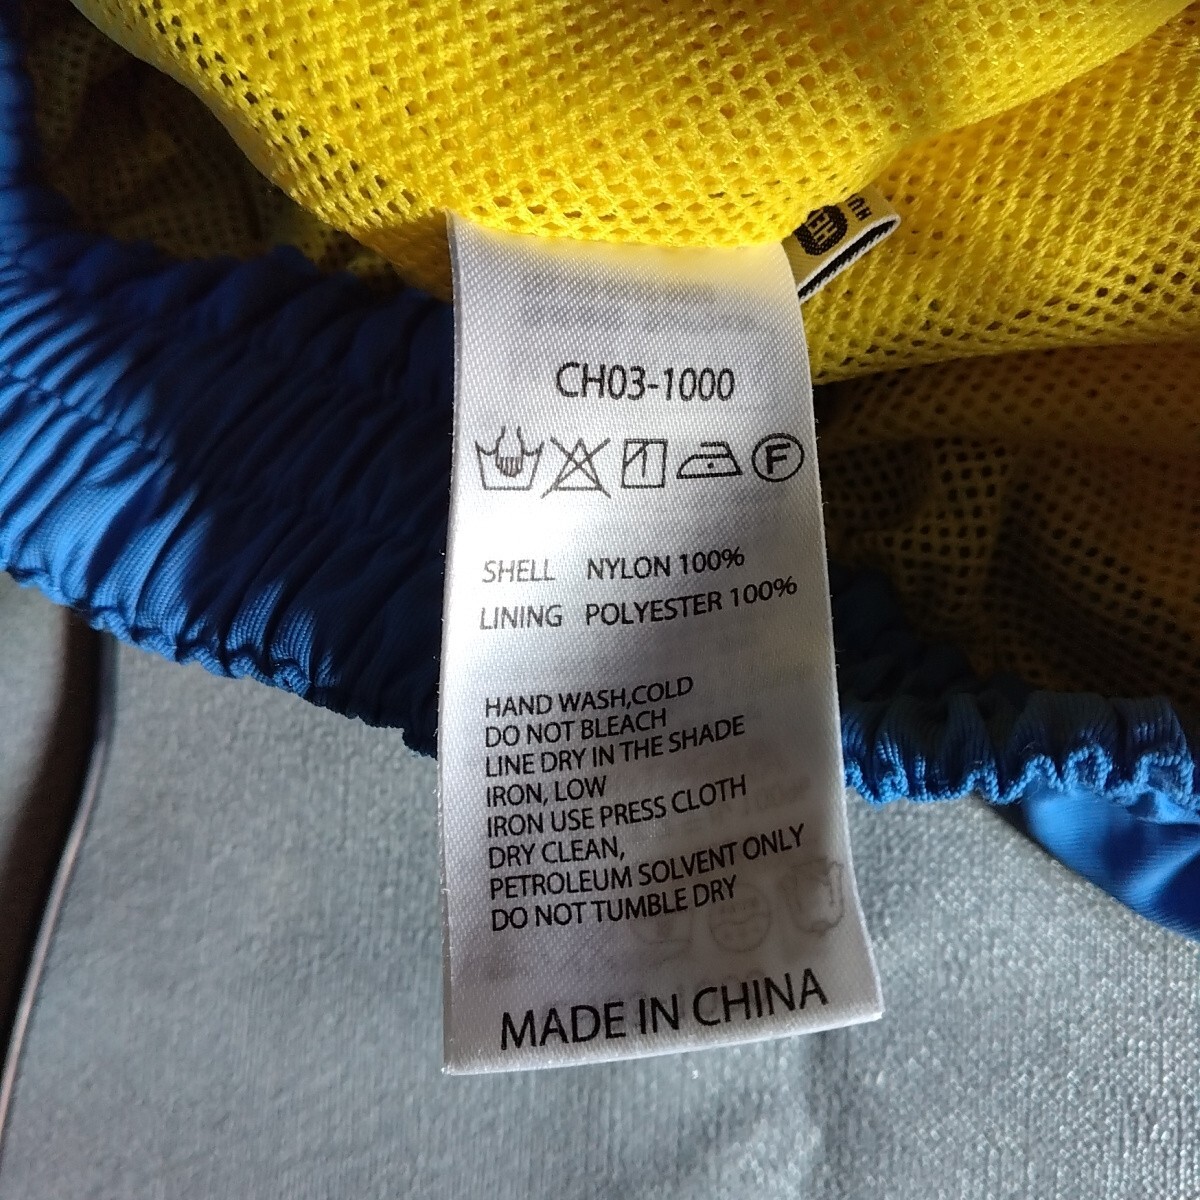 CH03-1000
F
SHELL NYLON 100%
LINING POLYESTER 100%
HAND WASH,COLD
DO NOT BLEACH
LINE DRY IN THE SHADE
IRON, LOW
IRON USE PRESS CLOTH
DRY CLEAN,
PETROLEUM SOLVENT ONLY
DO NOT TUMBLE DRY
MADE IN CHINA